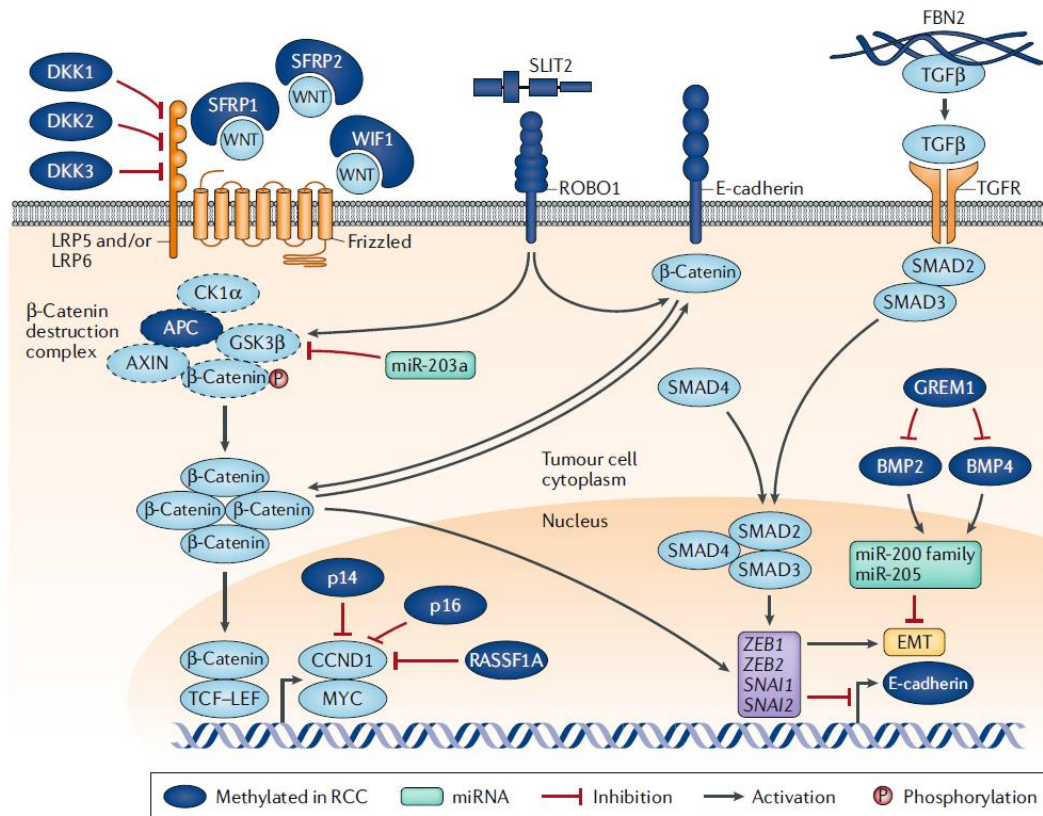 DKK1
DKK2
DKK3
SFRP1
WNT
SFRP2
WNT
WIF1
WNT
SLIT2
ROBO1
E-cadherin
FBN2
TGFβ
TGFβ
TGFR
LRP5 and/or
LRP6
Frizzled
β-Catenin
SMAD2
SMAD3
β-Catenin
destruction
complex
CK1α
APC
GSK3β
AXIN
β-Catenin
P
miR-203a
SMAD4
GREM1
BMP2
BMP4
β-Catenin
β-Catenin
β-Catenin
β-Catenin
Tumour cell
cytoplasm
Nucleus
SMAD2
SMAD4
SMAD3
miR-200 family
miR-205
p14
p16
CCND1
RASSF1A
MYC
β-Catenin
TCF–LEF
ZEB1
ZEB2
SNAI1
SNAI2
EMT
E-cadherin
Methylated in RCC
miRNA
Inhibition
Activation
P Phosphorylation